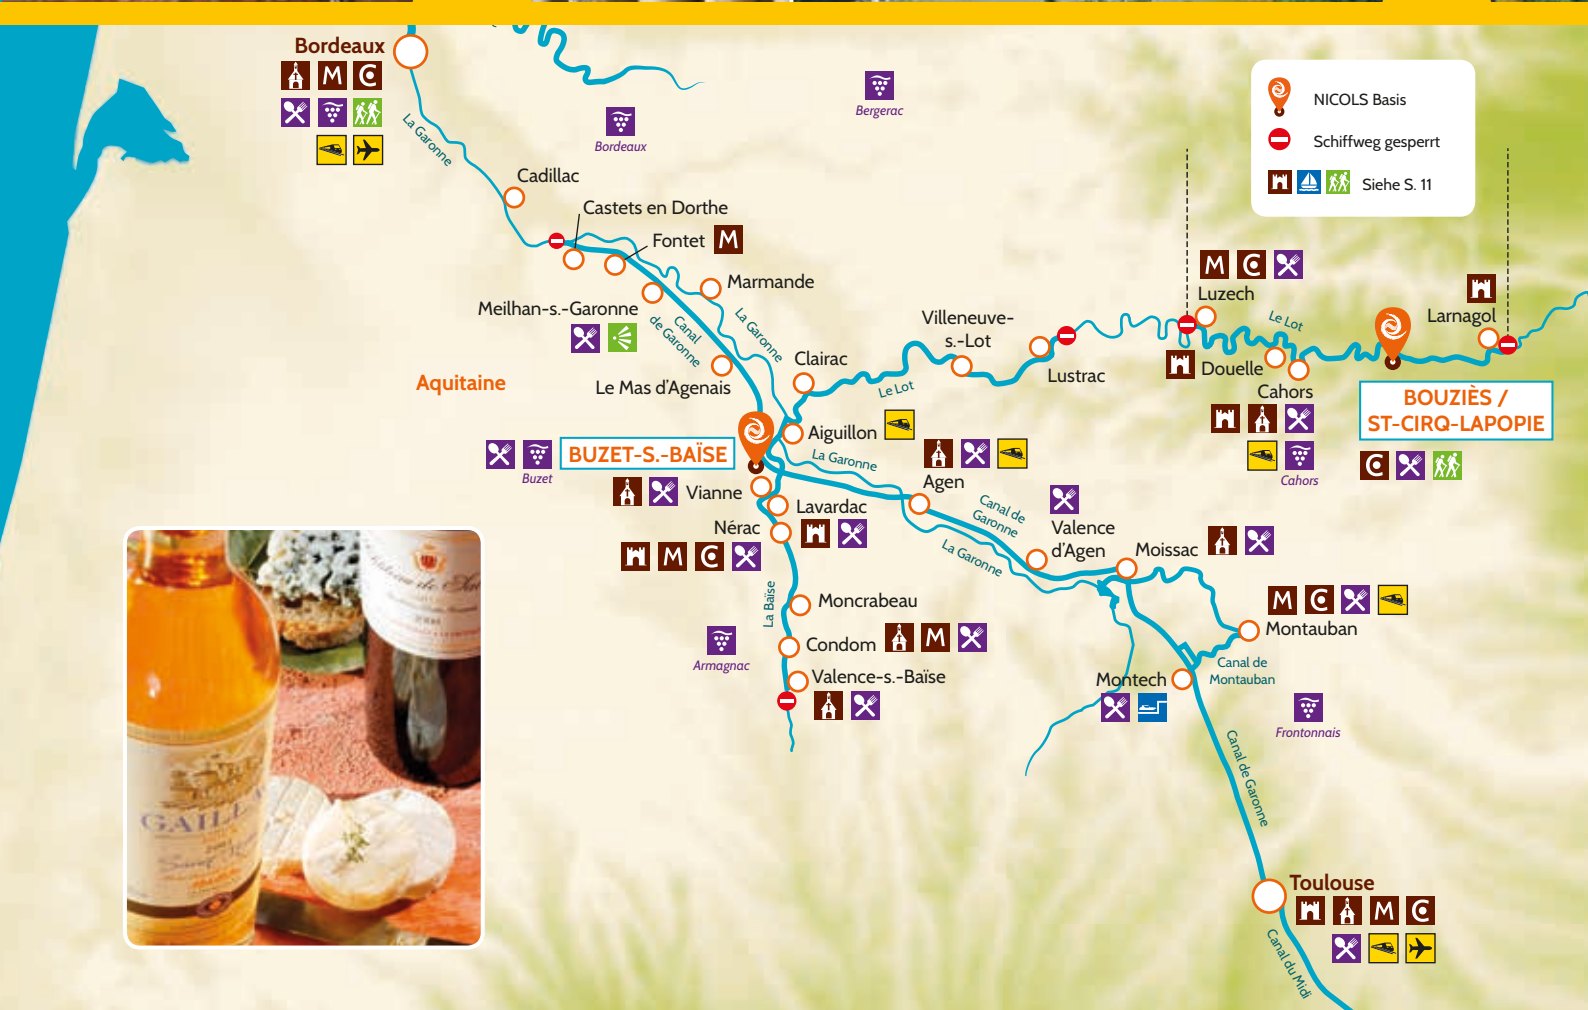 Bordeaux
M
La Garonne
Bordeaux
Bergerac
NICOLS Basis
Schiffweg gesperrt
Siehe S. 11
Cadillac
Castets en Dorthe
Fontet
M
Marmande
Meilhan-s.-Garonne
Canal
de Garonne
La Garonne
Le Mas d'Agenais
Aquitaine
Clairac
Villeneuve-
s.-Lot
Le Lot
Lustrac
M
Luzech
Le Lot
Larnagol
Douelle
Cahors
Cahors
BOUZIÈS /
ST-CIRQ-LAPOPIE
Aiguillon
BUZET-S.-BAÏSE
Buzet
La Garonne
Agen
Vianne
Lavardac
Nérac
M
Canal de
Garonne
La Garonne
Valence
d'Agen
Moissac
La Baïse
Moncrabeau
Armagnac
Condom
M
Valence-s.-Baïse
M
Montauban
Canal de
Montauban
Montech
Frontonnais
Canal de Garonne
Toulouse
M
Canal du Midi
GAILLA